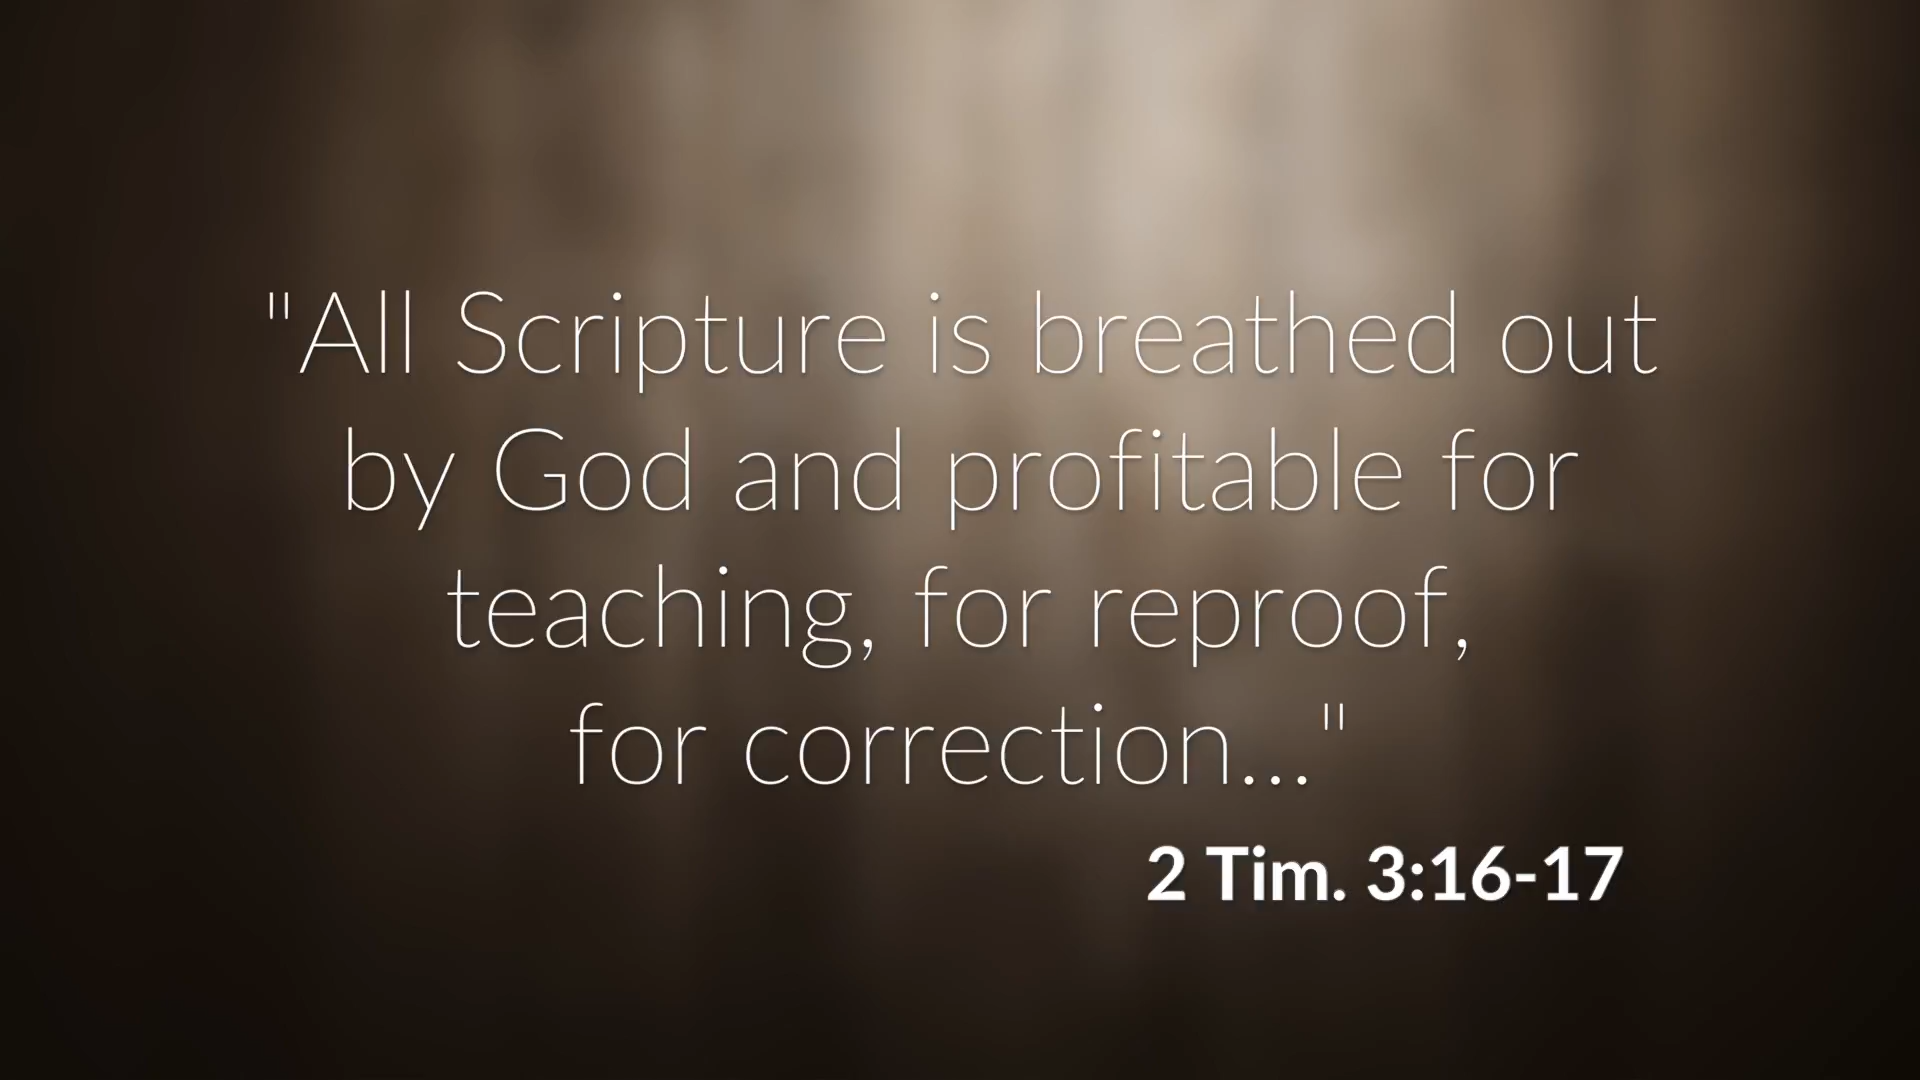 "All Scripture is breathed out
by God and profitable for
teaching, for reproof,
for correction..."
2 Tim. 3:16-17